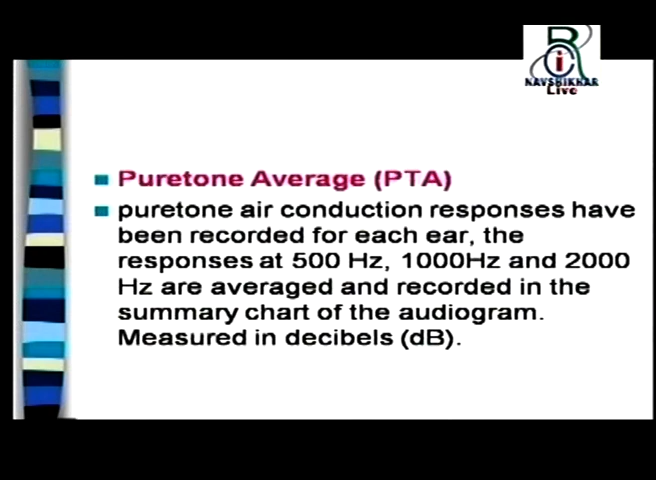 R
C i
NAVSHIKHAR
Live
Puretone Average (PTA)
puretone air conduction responses have
been recorded for each ear, the
responses at 500 Hz, 1000Hz and 2000
Hz are averaged and recorded in the
summary chart of the audiogram.
Measured in decibels (dB).